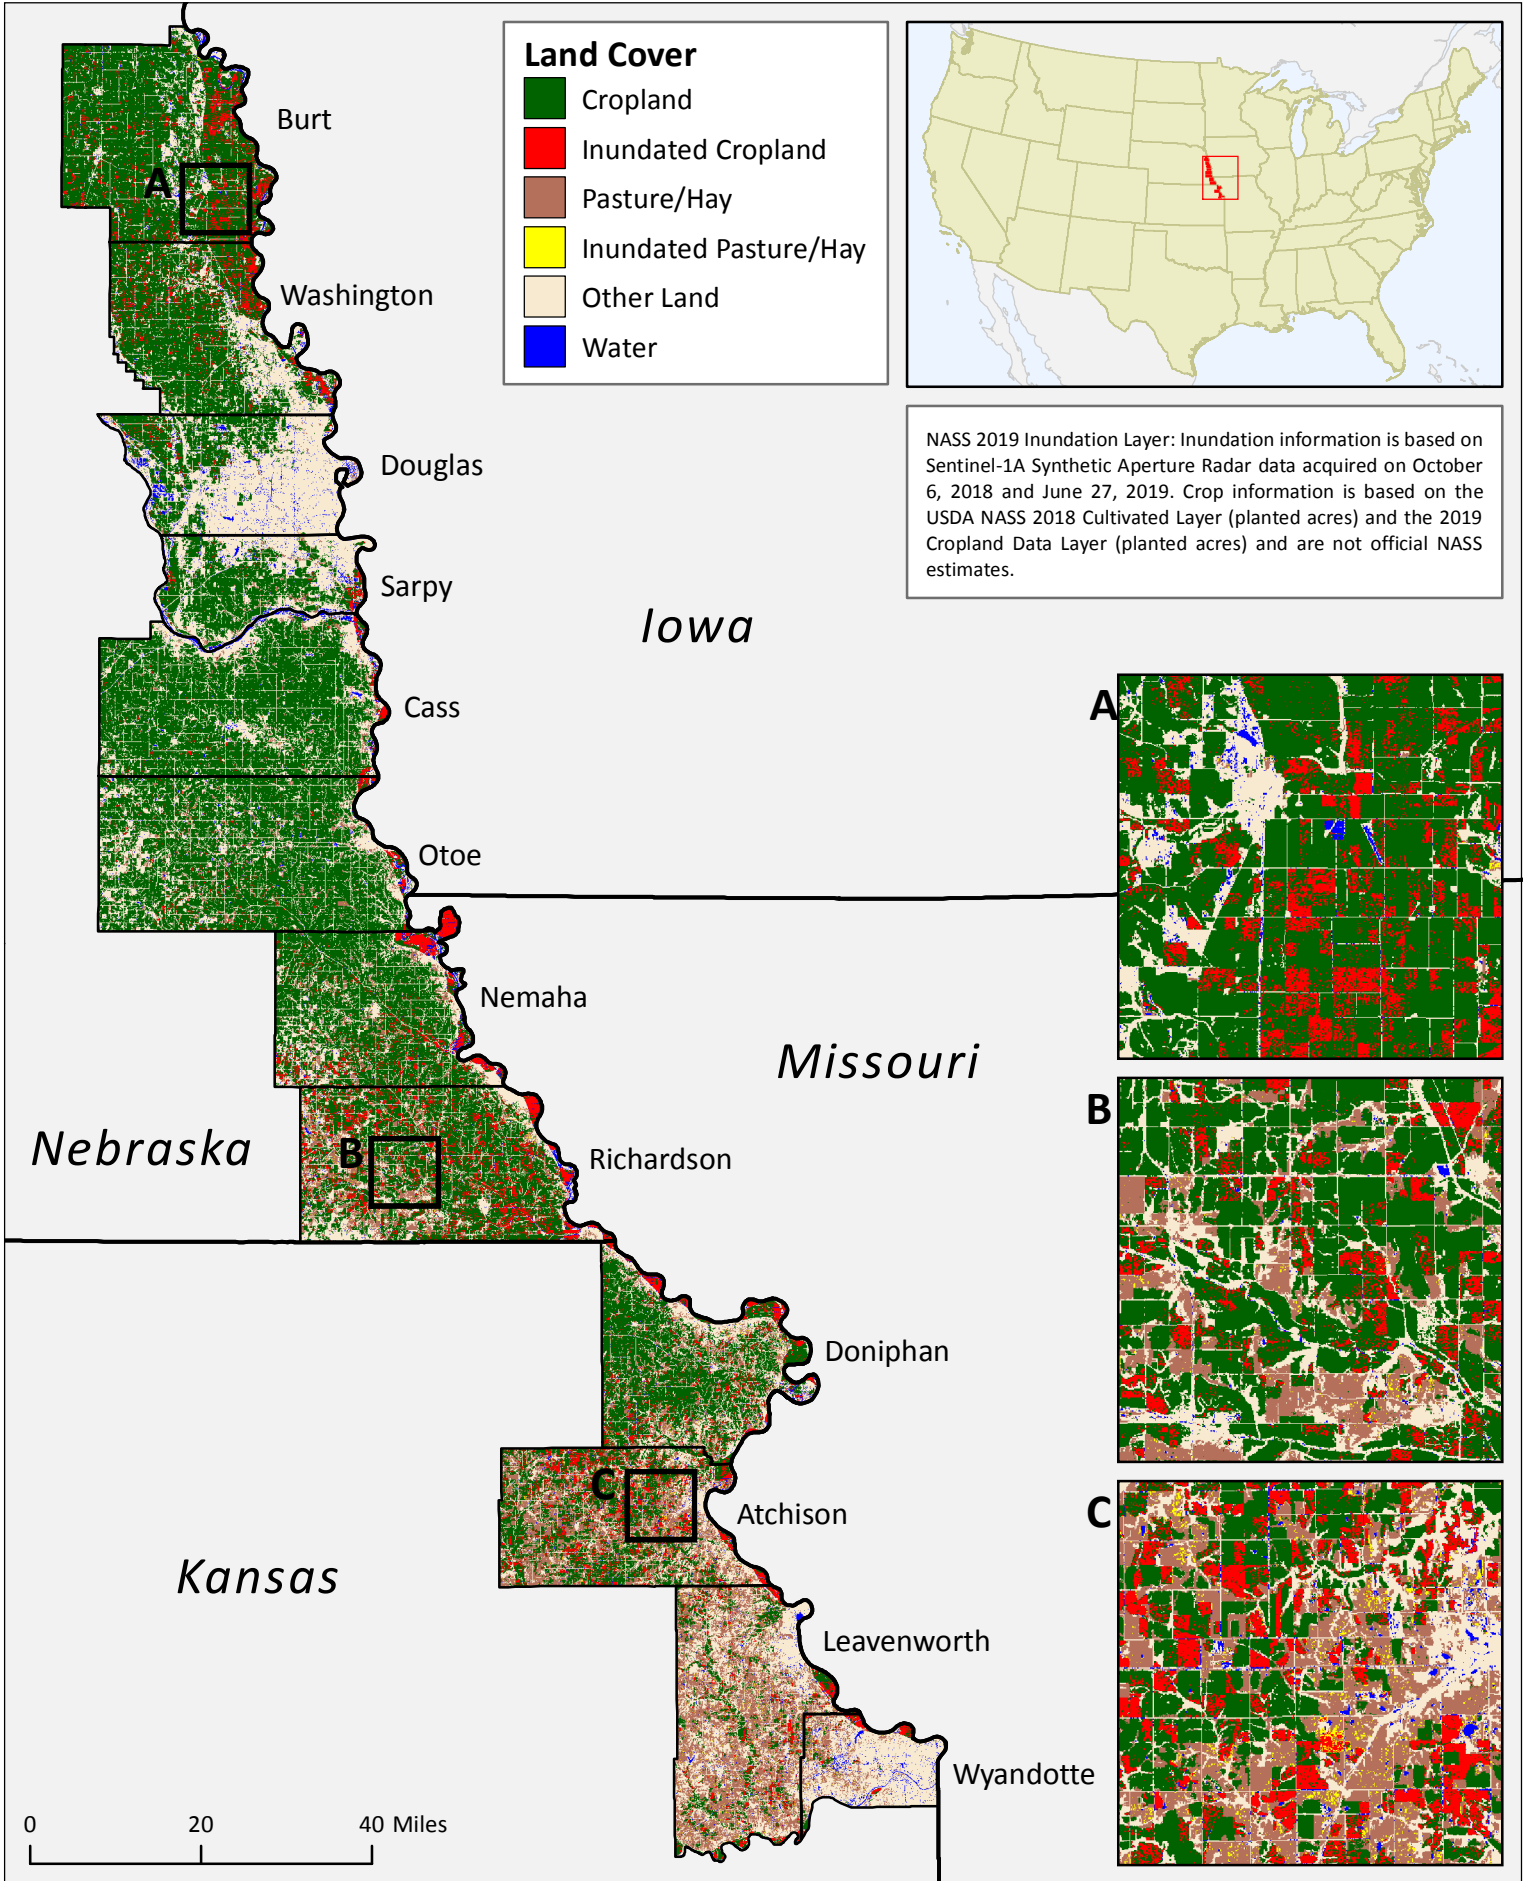 Land Cover
Cropland
Inundated Cropland
Pasture/Hay
Inundated Pasture/Hay
Other Land
Water
NASS 2019 Inundation Layer: Inundation information is based on
Sentinel-1A Synthetic Aperture Radar data acquired on October
6, 2018 and June 27, 2019. Crop information is based on the
USDA NASS 2018 Cultivated Layer (planted acres) and the 2019
Cropland Data Layer (planted acres) and are not official NASS
estimates.
Burt
A
Washington
Douglas
Sarpy
Iowa
Cass
A
Otoe
Nemaha
Missouri
B
Nebraska
B
Richardson
Doniphan
C
C
Atchison
Kansas
Leavenworth
Wyandotte
0 20 40 Miles